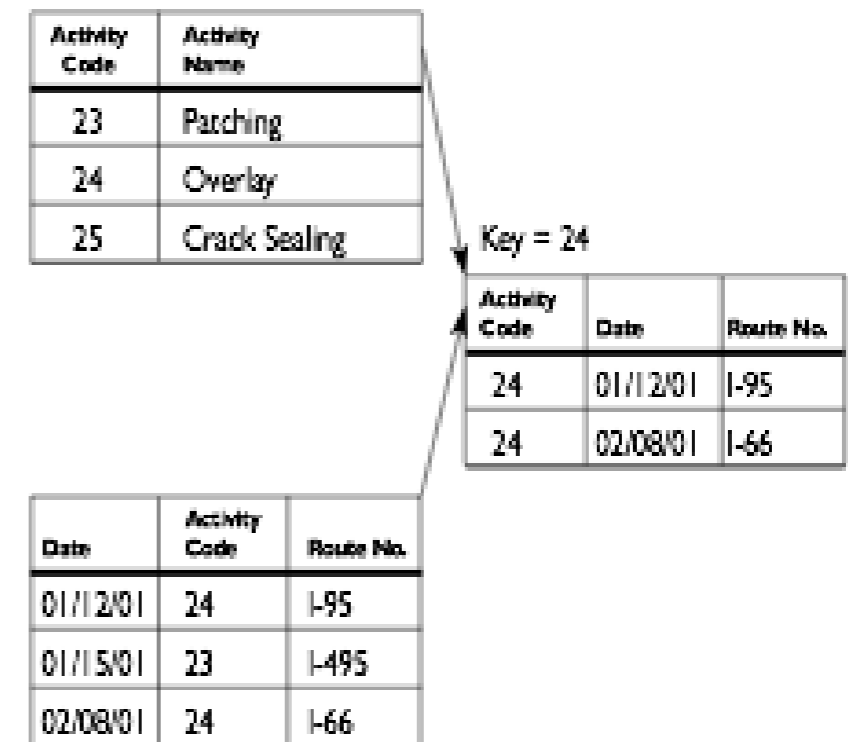 Activity Code Activity Name
23 Patching
24 Overlay
25 Crack Sealing
Key = 24
Activity Code Date Route No.
24 01/12/01 I-95
24 02/08/01 I-66
Date Activity Code Route No.
01/12/01 24 I-95
01/15/01 23 I-495
02/08/01 24 I-66